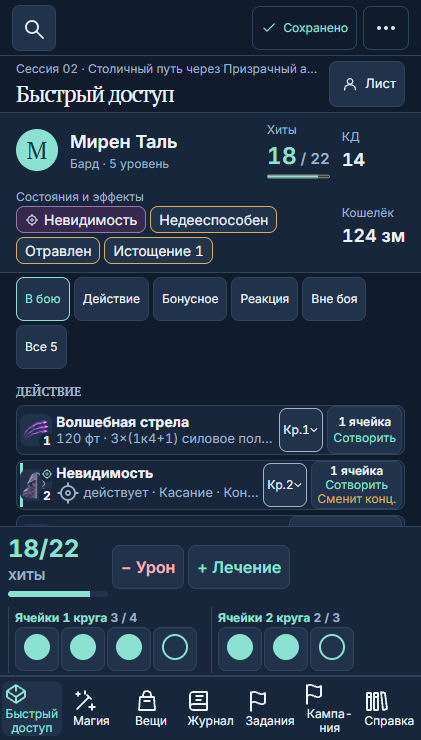 Сохранено
Сессия 02 · Столичный путь через Призрачный а...
Быстрый доступ
Лист
М
Мирен Таль
Бард · 5 уровень
Хиты
18 / 22
КД
14
Состояния и эффекты
Невидимость
Недееспособен
Отравлен
Истощение 1
Кошелёк
124 зм
В бою
Действие
Бонусное
Реакция
Вне боя
Все 5
ДЕЙСТВИЕ
1
Волшебная стрела
120 фт · 3×(1к4+1) силовое пол...
Кр.1
1 ячейка
Сотворить
2
Невидимость
действует · Касание · Кон...
Кр.2
1 ячейка
Сотворить
Сменит конц.
18/22
ХИТЫ
− Урон
+ Лечение
Ячейки 1 круга 3 / 4
Ячейки 2 круга 2 / 3
Быстрый
доступ
Магия
Вещи
Журнал
Задания
Кампа-
ния
Справка